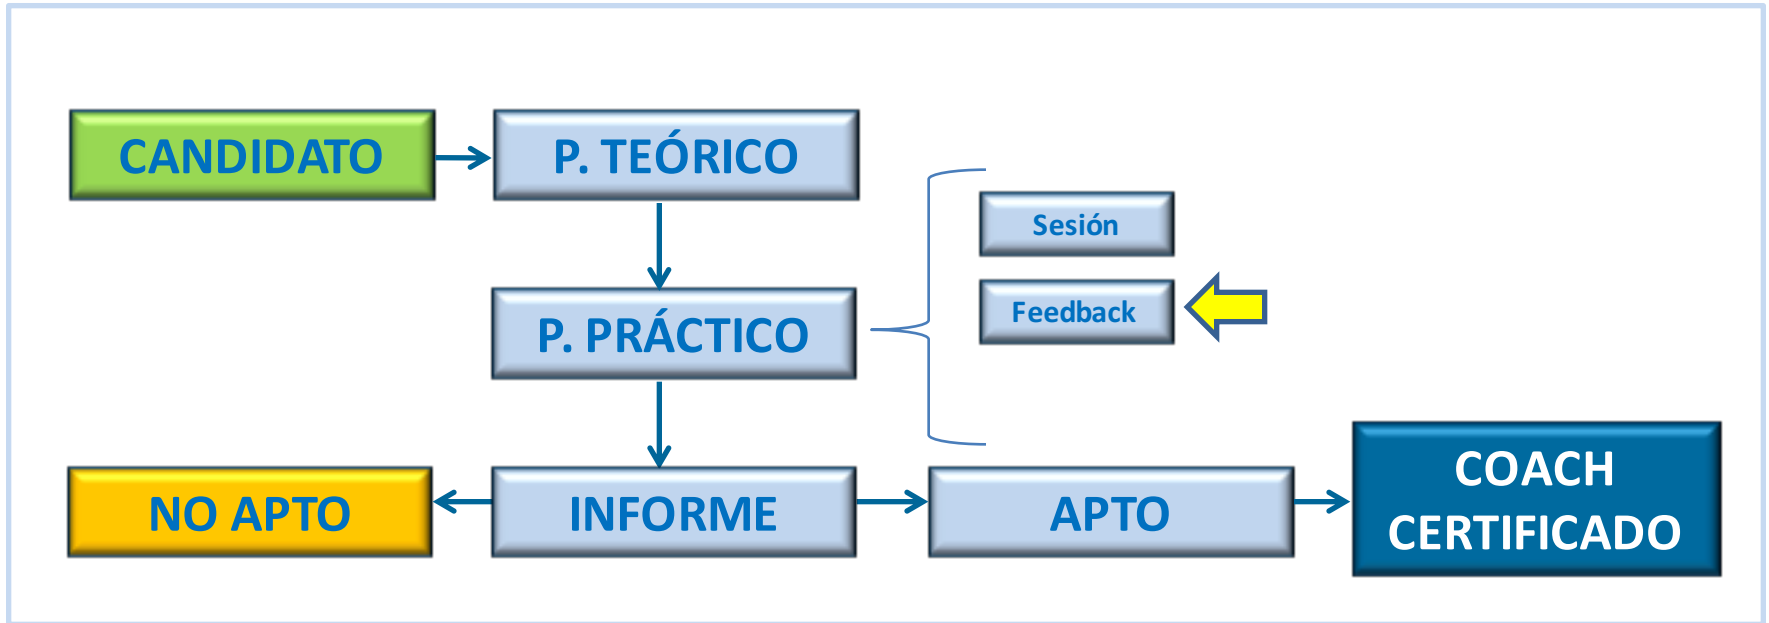 CANDIDATO
P. TEÓRICO
Sesión
Feedback
P. PRÁCTICO
NO APTO
INFORME
APTO
COACH
CERTIFICADO